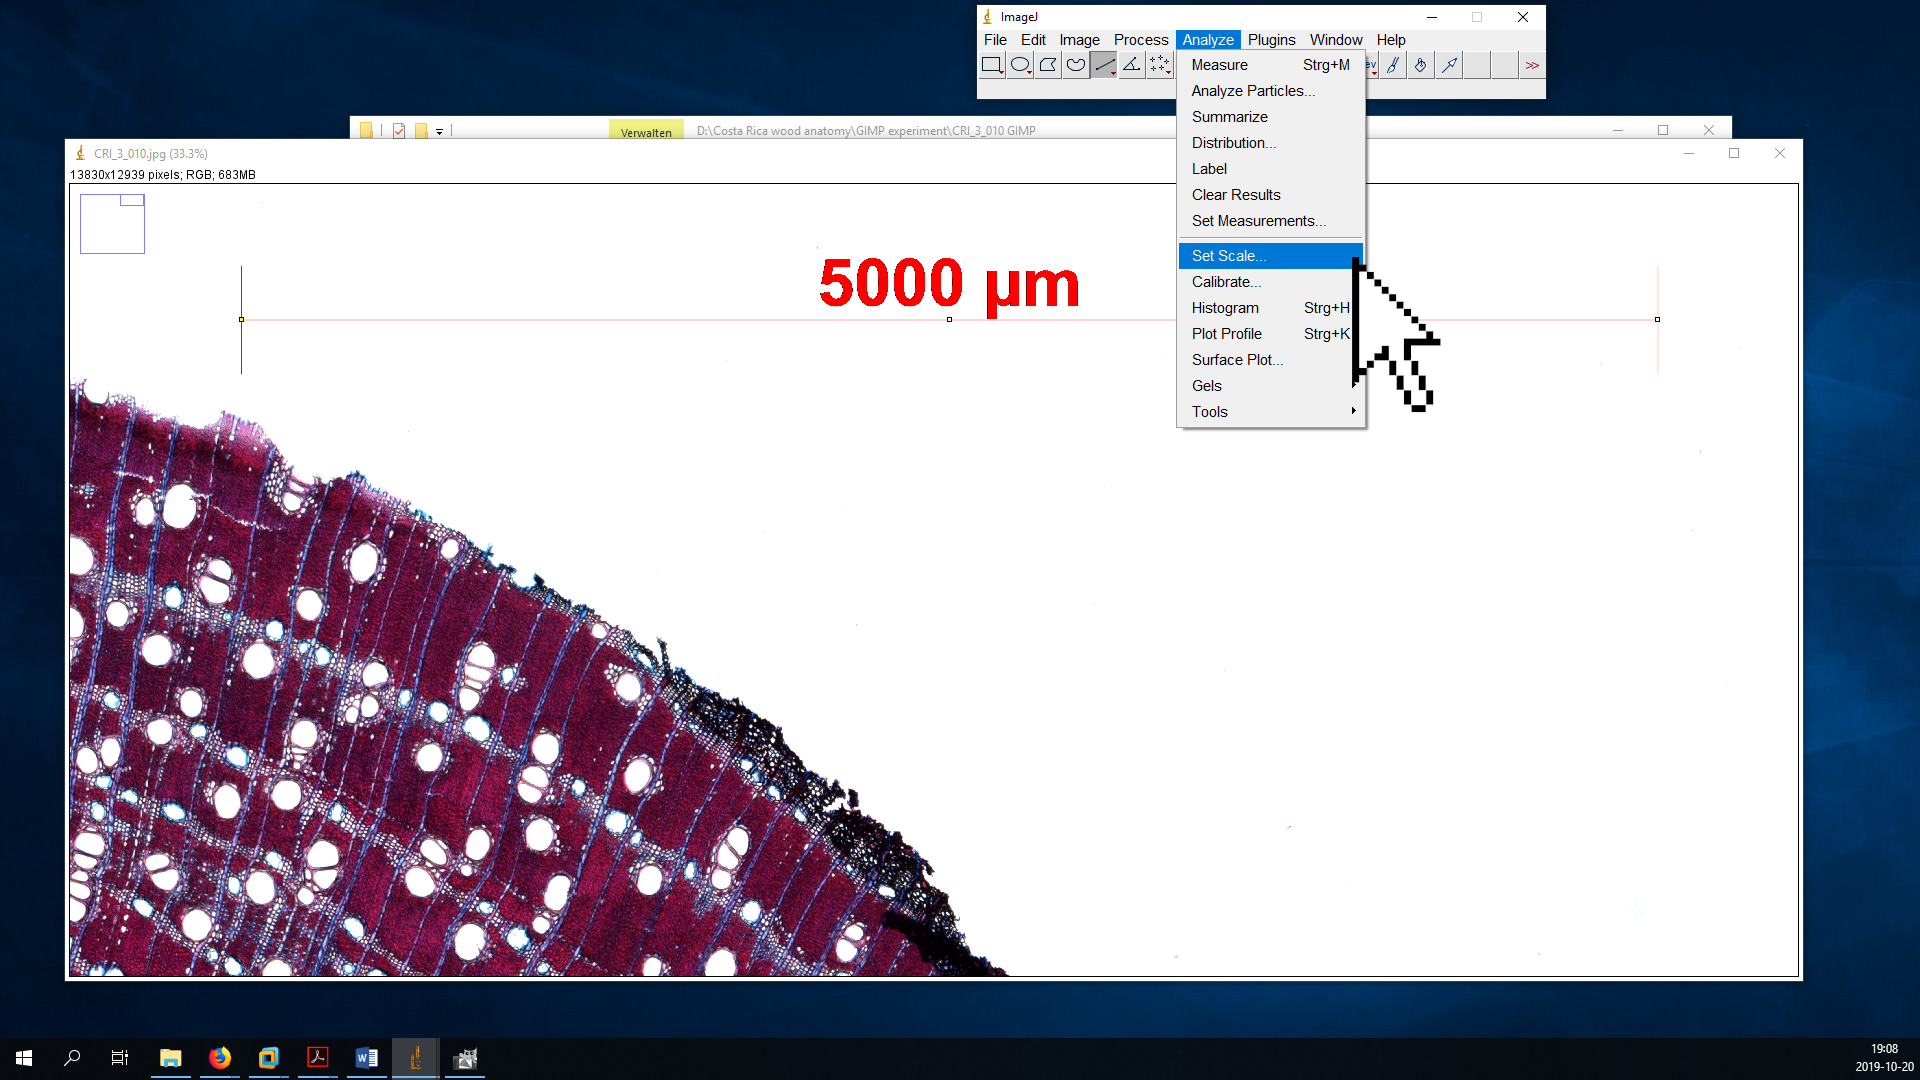 ImageJ
File Edit Image Process Analyze Plugins Window Help
Measure Strg+M
Analyze Particles...
Summarize
Distribution...
Label
Clear Results
Set Measurements...
Set Scale...
Calibrate...
Histogram Strg+H
Plot Profile Strg+K
Surface Plot...
Gels
Tools
>>
Verwalten D:\Costa Rica wood anatomy\GIMP experiment\CRI_3_010 GIMP
CRI_3_010.jpg (33.3%)
13830x12939 pixels; RGB; 683MB
5000 µm
19:08
2019-10-20